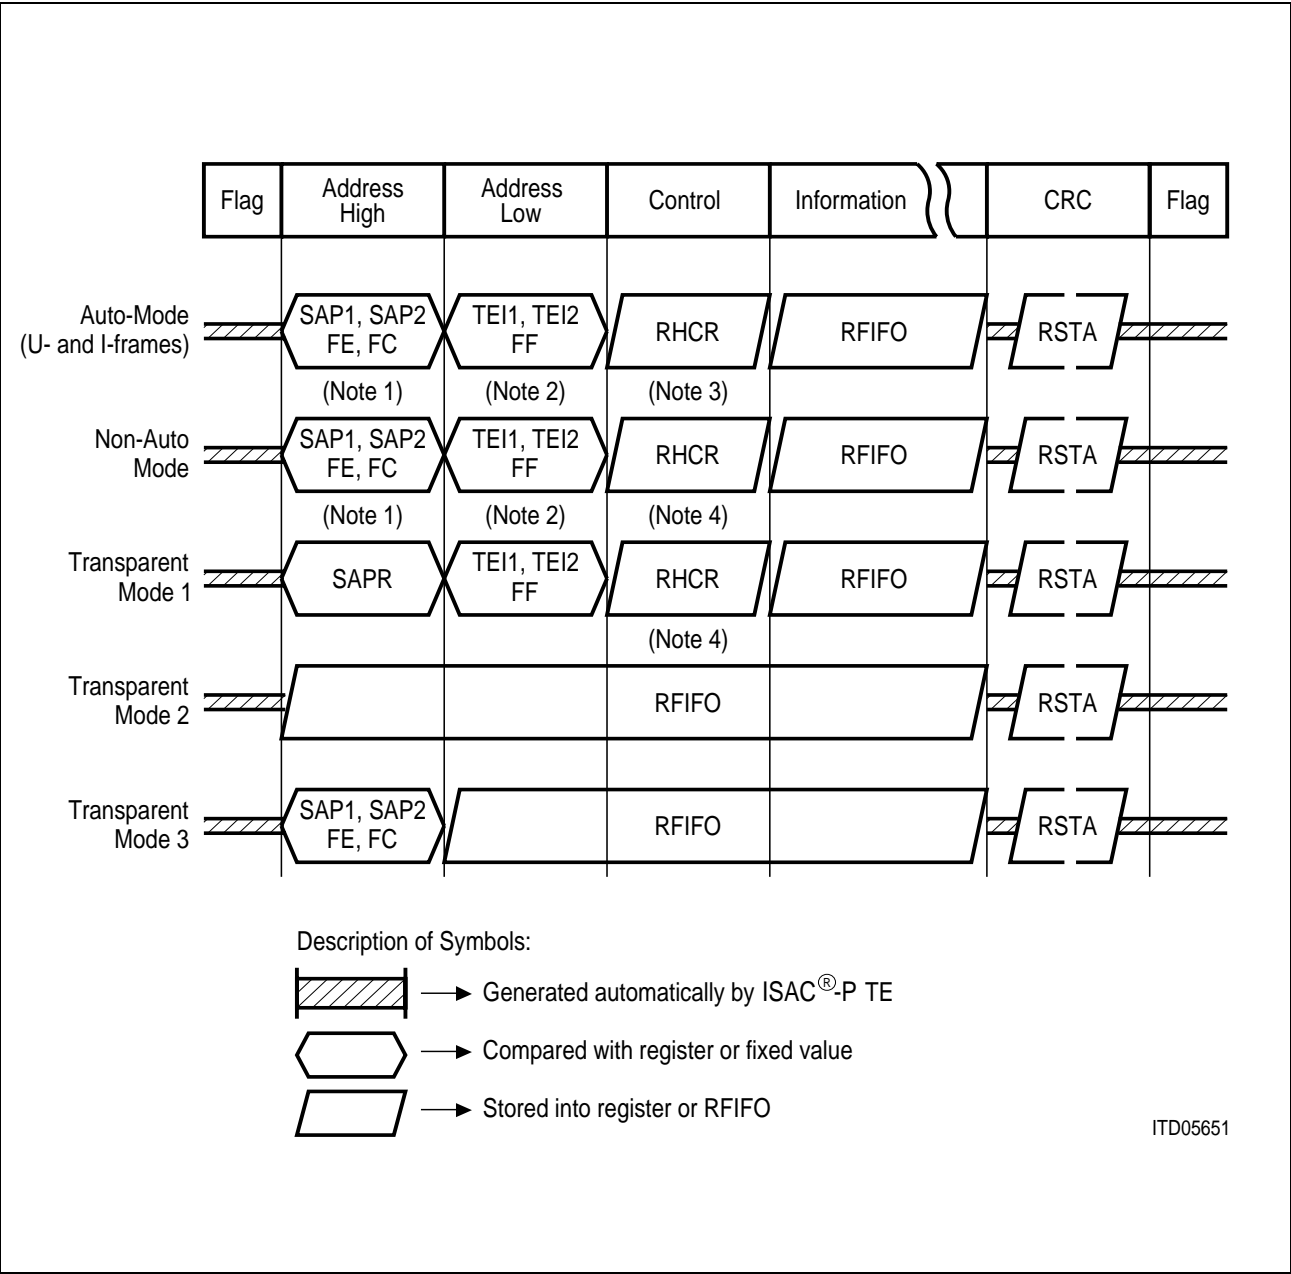 Flag
Address
High
Address
Low
Control
Information
CRC
Flag
Auto-Mode
(U- and I-frames)
SAP1, SAP2
FE, FC
TEI1, TEI2
FF
RHCR
RFIFO
RSTA
(Note 1)
(Note 2)
(Note 3)
Non-Auto
Mode
SAP1, SAP2
FE, FC
TEI1, TEI2
FF
RHCR
RFIFO
RSTA
(Note 1)
(Note 2)
(Note 4)
Transparent
Mode 1
SAPR
TEI1, TEI2
FF
RHCR
RFIFO
RSTA
(Note 4)
Transparent
Mode 2
RFIFO
RSTA
Transparent
Mode 3
SAP1, SAP2
FE, FC
RFIFO
RSTA
Description of Symbols:
Generated automatically by ISAC®-P TE
Compared with register or fixed value
Stored into register or RFIFO
ITD05651